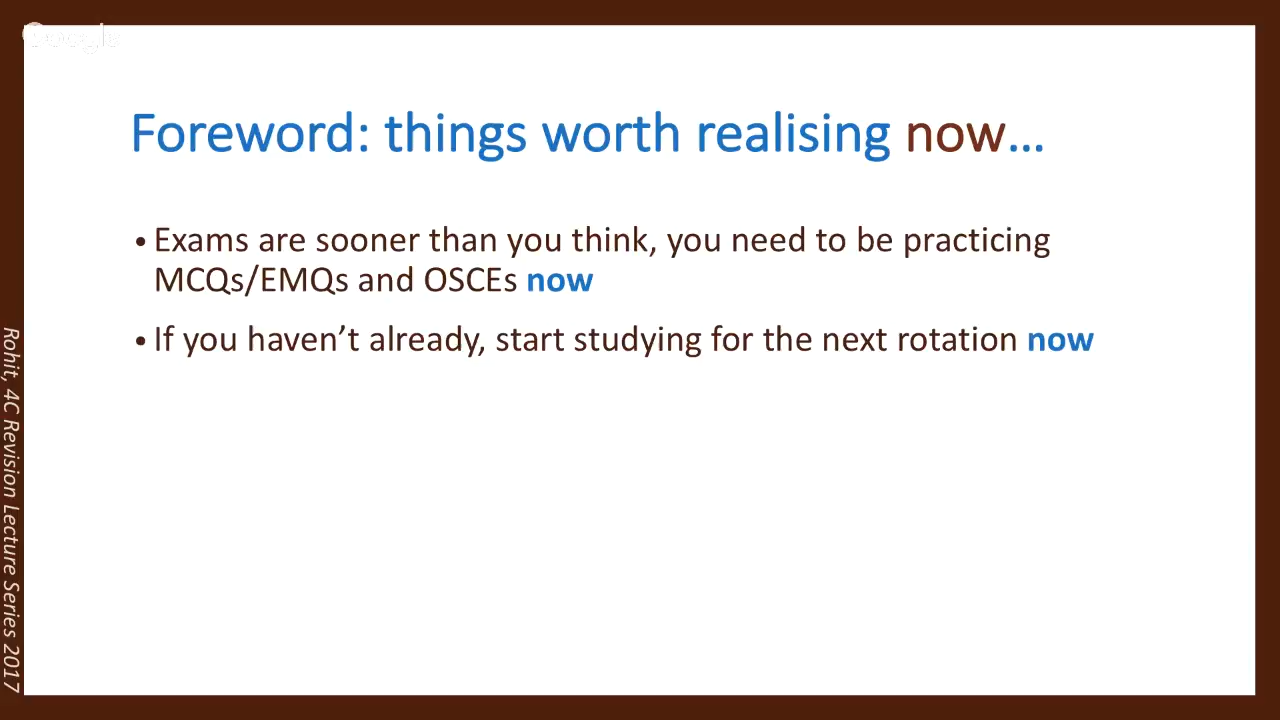 Google
Foreword: things worth realising now...
• Exams are sooner than you think, you need to be practicing
MCQs/EMQs and OSCEs now
• If you haven’t already, start studying for the next rotation now
Rohit, 4C Revision Lecture Series 2017